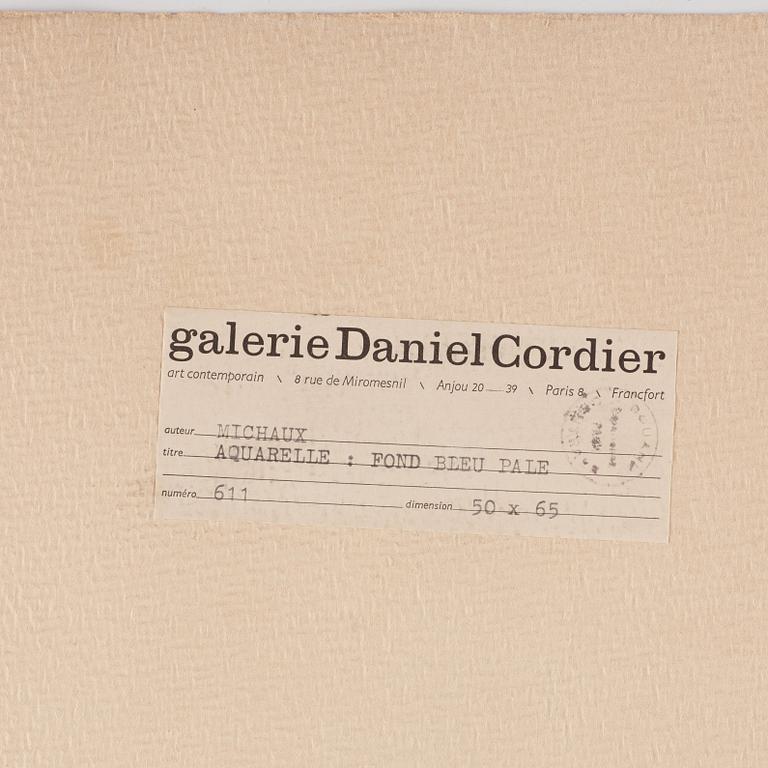 galerie Daniel Cordier
art contemporain \ 8 rue de Miromesnil \ Anjou 20—39 \ Paris 8 \ Francfort
auteur MICHAUX
titre AQUARELLE : FOND BLEU PALE
numéro 611 dimension 50 x 65